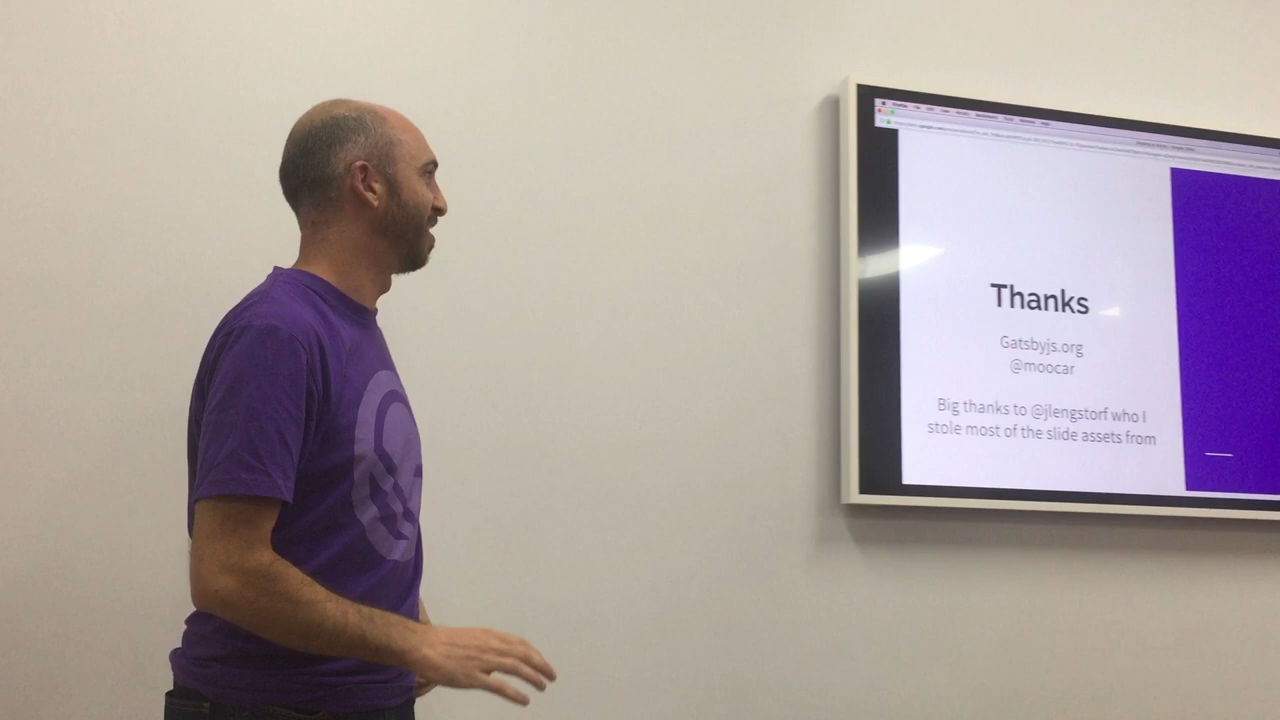 Thanks
Gatsbyjs.org
@moocar
Big thanks to @jlengstorf who I
stole most of the slide assets from